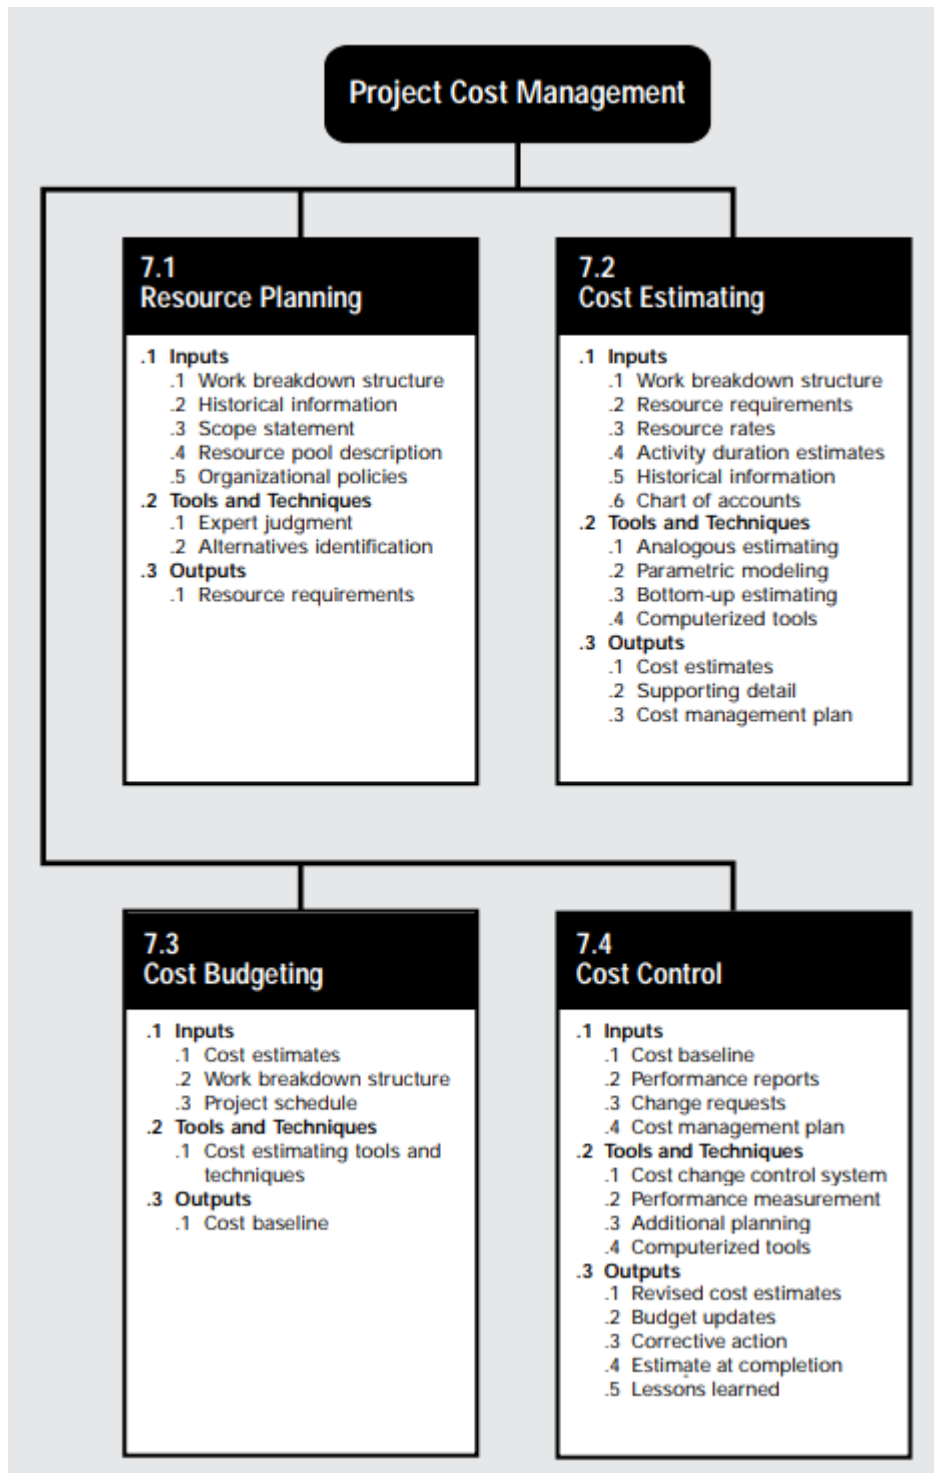 Project Cost Management
7.1
Resource Planning
.1 Inputs
.1 Work breakdown structure
.2 Historical information
.3 Scope statement
.4 Resource pool description
.5 Organizational policies
.2 Tools and Techniques
.1 Expert judgment
.2 Alternatives identification
.3 Outputs
.1 Resource requirements
7.2
Cost Estimating
.1 Inputs
.1 Work breakdown structure
.2 Resource requirements
.3 Resource rates
.4 Activity duration estimates
.5 Historical information
.6 Chart of accounts
.2 Tools and Techniques
.1 Analogous estimating
.2 Parametric modeling
.3 Bottom-up estimating
.4 Computerized tools
.3 Outputs
.1 Cost estimates
.2 Supporting detail
.3 Cost management plan
7.3
Cost Budgeting
.1 Inputs
.1 Cost estimates
.2 Work breakdown structure
.3 Project schedule
.2 Tools and Techniques
.1 Cost estimating tools and
techniques
.3 Outputs
.1 Cost baseline
7.4
Cost Control
.1 Inputs
.1 Cost baseline
.2 Performance reports
.3 Change requests
.4 Cost management plan
.2 Tools and Techniques
.1 Cost change control system
.2 Performance measurement
.3 Additional planning
.4 Computerized tools
.3 Outputs
.1 Revised cost estimates
.2 Budget updates
.3 Corrective action
.4 Estimate at completion
.5 Lessons learned